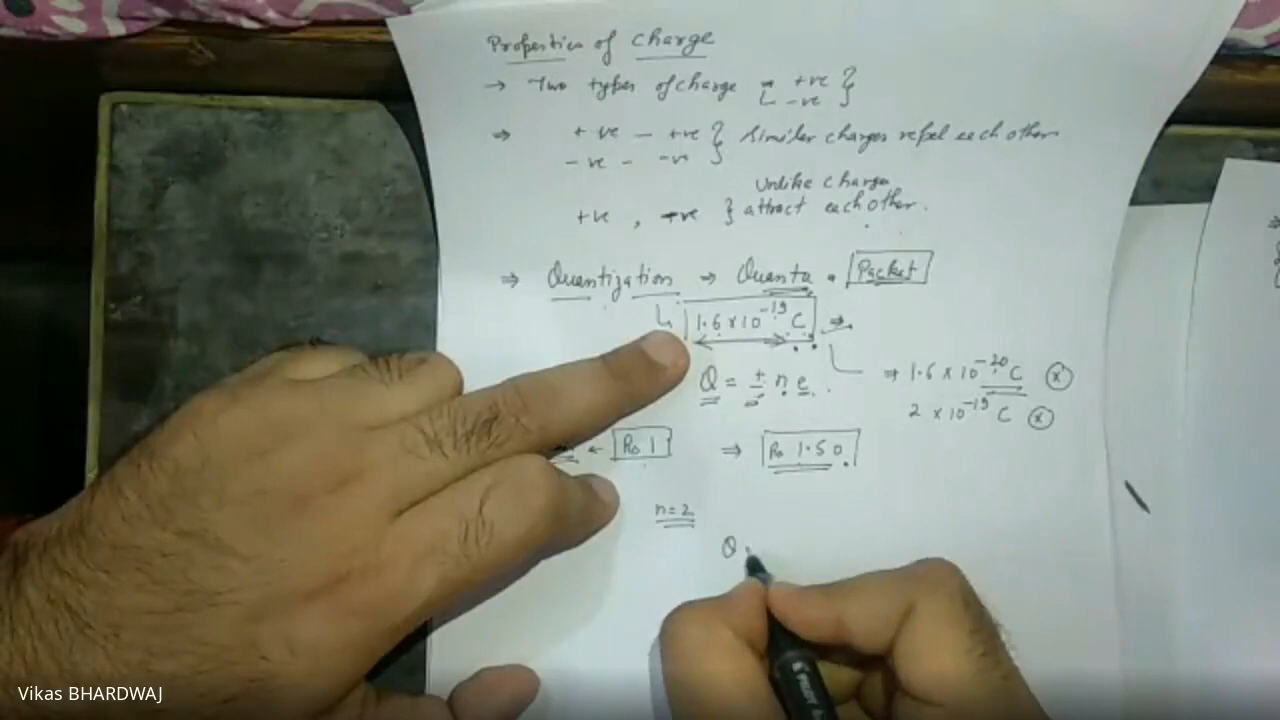 Properties of charge
→ Two types of charge +ve }
-ve
⇒ +ve - +ve } Similar charges repel each other
-ve - -ve
Unlike charges
+ve , -ve } attract each other.
⇒ Quantization → Quanta • Packet
1.6 x 10⁻¹⁹ C ⇒
Q = ± n e . ⇒ 1.6 x 10⁻²⁰ C (x)
2 x 10⁻¹⁹ C (x)
← Rs 1 ⇒ Rs 1.50
n=2
Q
Vikas BHARDWAJ